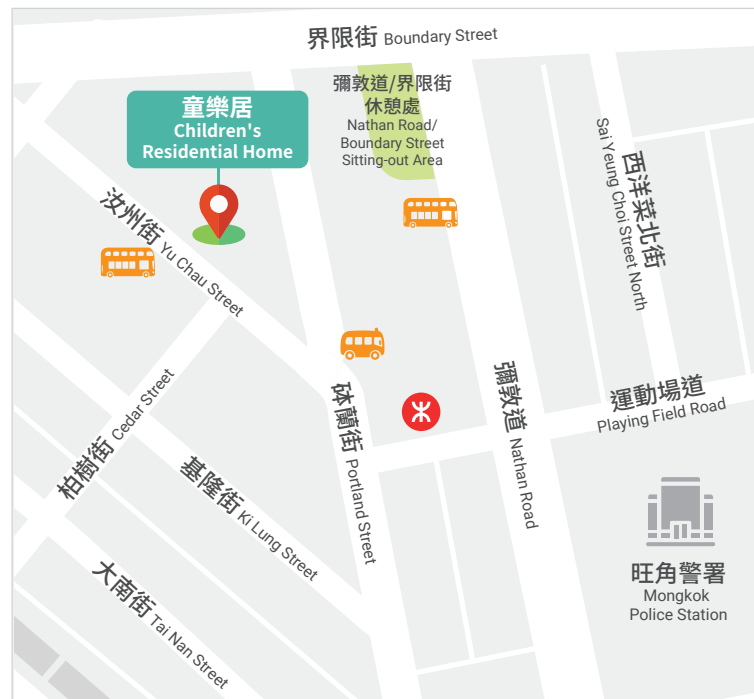 界限街 Boundary Street
童樂居
Children's
Residential Home
彌敦道/界限街
休憩處
Nathan Road/
Boundary Street
Sitting-out Area
汝州街 Yu Chau Street
西洋菜北街
Sai Yeung Choi Street North
柏樹街 Cedar Street
砵蘭街 Portland Street
彌敦道 Nathan Road
運動場道
Playing Field Road
基隆街 Ki Lung Street
大南街 Tai Nan Street
旺角警署
Mongkok
Police Station